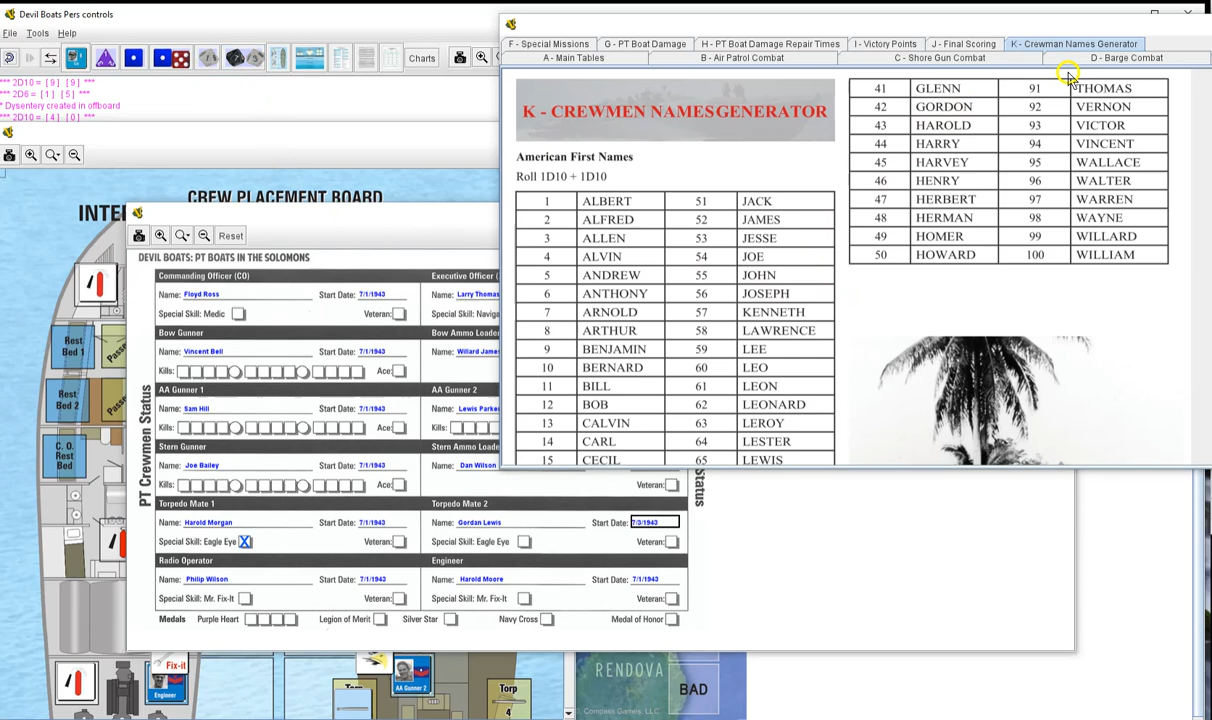 Devil Boats Pers controls
File Tools Help
Charts
*** 2D10 = [ 9] [9] ***
*** 2D6 = [1] [5] ***
* Dysentery created in offboard
*** 2D10 = [ 4] [0] ***
CREW PLACEMENT BOARD
INTE
Rest
Bed 1
Rest
Bed 2
C. O.
Rest
Bed
Reset
DEVIL BOATS: PT BOATS IN THE SOLOMONS
PT Crewmen Status
Commanding Officer (CO) Executive Officer (
Name: Floyd Ross Start Date: 7/1/1943 Name: Larry Thomas
Special Skill: Medic Veteran: Special Skill: Naviga
Bow Gunner Bow Ammo Loader
Name: Vincent Bell Start Date: 7/1/1943 Name: Willard James
Kills: Ace:
AA Gunner 1 AA Gunner 2
Name: Sam Hill Start Date: 7/1/1943 Name: Lewis Parke
Kills: Ace: Kills:
Stern Gunner Stern Ammo Loade
Name: Joe Bailey Start Date: 7/1/1943 Name: Dan Wilson
Kills: Ace: Veteran:
Torpedo Mate 1 Torpedo Mate 2
Name: Harold Morgan Start Date: 7/1/1943 Name: Gordan Lewis Start Date: 7/3/1943
Special Skill: Eagle Eye X Veteran: Special Skill: Eagle Eye Veteran:
Radio Operator Engineer
Name: Philip Wilson Start Date: 7/1/1943 Name: Harold Moore Start Date: 7/1/1943
Special Skill: Mr. Fix-It Veteran: Special Skill: Mr. Fix-It Veteran:
Medals Purple Heart Legion of Merit Silver Star Navy Cross Medal of Honor
Status
F - Special Missions G - PT Boat Damage H - PT Boat Damage Repair Times I - Victory Points J - Final Scoring K - Crewman Names Generator
A - Main Tables B - Air Patrol Combat C - Shore Gun Combat D - Barge Combat
K - CREWMEN NAMES GENERATOR
American First Names
Roll 1D10 + 1D10
1 ALBERT 51 JACK
2 ALFRED 52 JAMES
3 ALLEN 53 JESSE
4 ALVIN 54 JOE
5 ANDREW 55 JOHN
6 ANTHONY 56 JOSEPH
7 ARNOLD 57 KENNETH
8 ARTHUR 58 LAWRENCE
9 BENJAMIN 59 LEE
10 BERNARD 60 LEO
11 BILL 61 LEON
12 BOB 62 LEONARD
13 CALVIN 63 LEROY
14 CARL 64 LESTER
15 CECIL 65 LEWIS
41 GLENN 91 THOMAS
42 GORDON 92 VERNON
43 HAROLD 93 VICTOR
44 HARRY 94 VINCENT
45 HARVEY 95 WALLACE
46 HENRY 96 WALTER
47 HERBERT 97 WARREN
48 HERMAN 98 WAYNE
49 HOMER 99 WILLARD
50 HOWARD 100 WILLIAM
Fix-it
Engineer
AA Gunner 2
Torp
4
RENDOVA
BAD
Compass Games, LLC